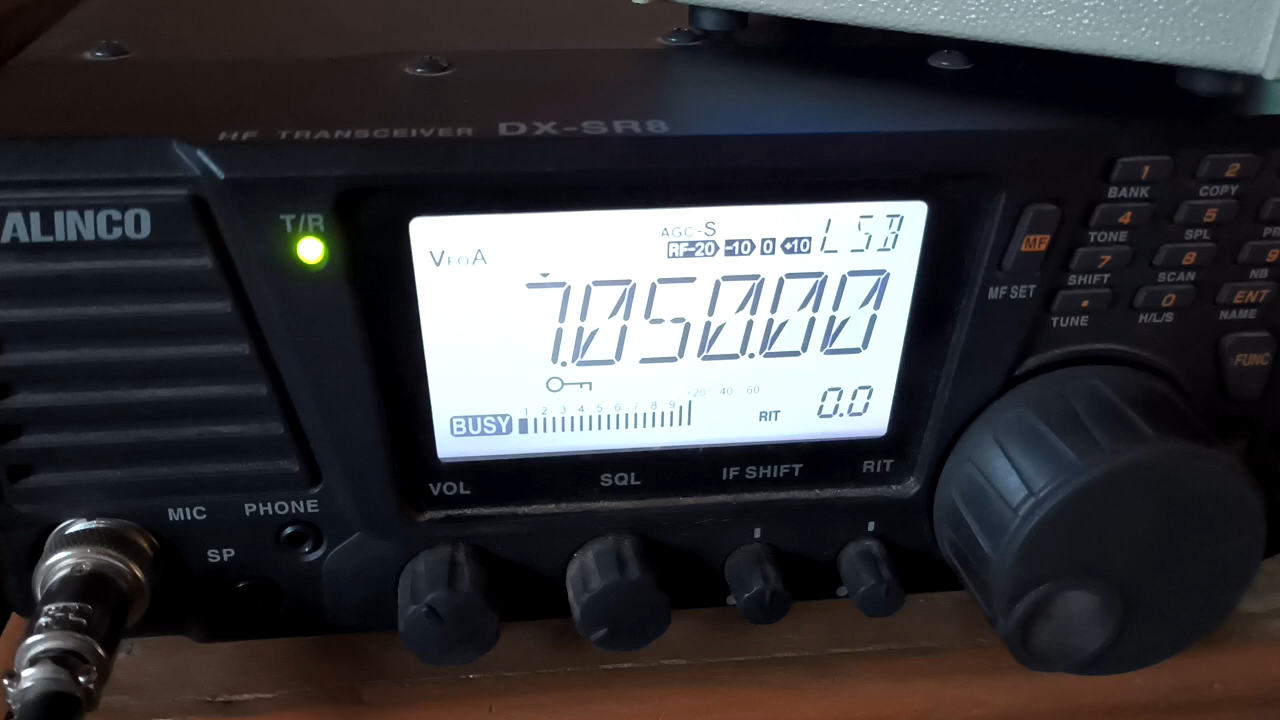 HF TRANSCEIVER DX-SR8
ALINCO
T/R
VFOA
AGC-S
RF-20 -10 0 +10
LSB
7.050.00
BUSY
1 2 3 4 5 6 7 8 9 +20 40 60
RIT
0.0
VOL
SQL
IF SHIFT
RIT
MIC
PHONE
SP
MF
MF SET
1
BANK
2
COPY
4
TONE
5
SPL
PR
7
SHIFT
8
SCAN
9
NB
.
TUNE
0
H/L/S
ENT
NAME
FUNC